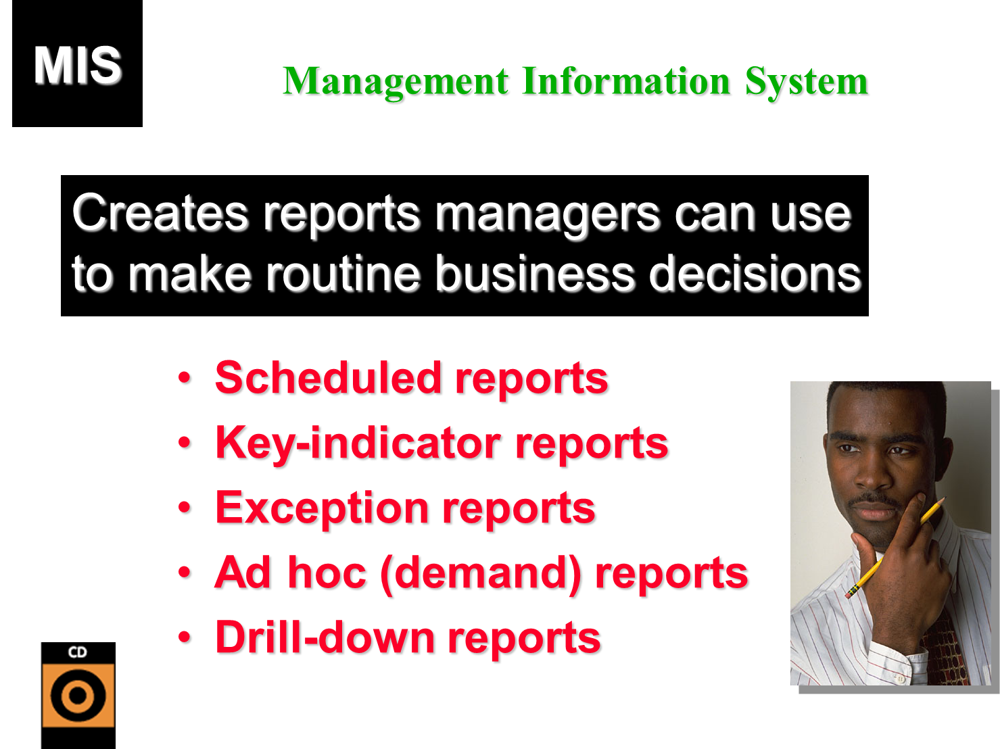 MIS
Management Information System
Creates reports managers can use
to make routine business decisions
• Scheduled reports
• Key-indicator reports
• Exception reports
• Ad hoc (demand) reports
• Drill-down reports
CD